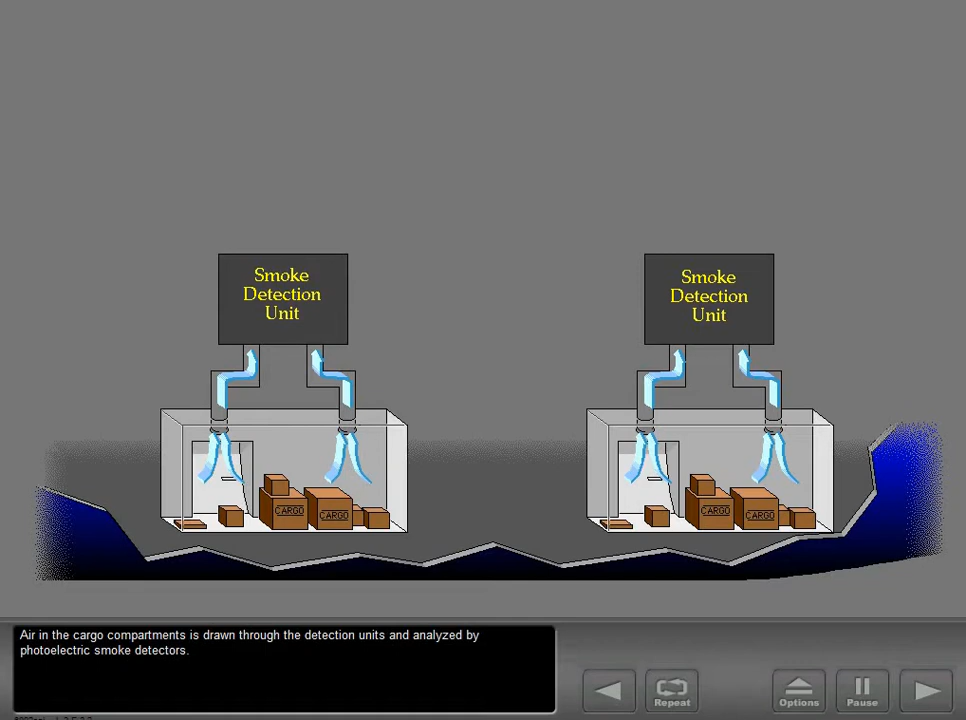 Smoke
Detection
Unit
Smoke
Detection
Unit
CARGO
CARGO
CARGO
CARGO
Air in the cargo compartments is drawn through the detection units and analyzed by
photoelectric smoke detectors.
Repeat
Options
Pause